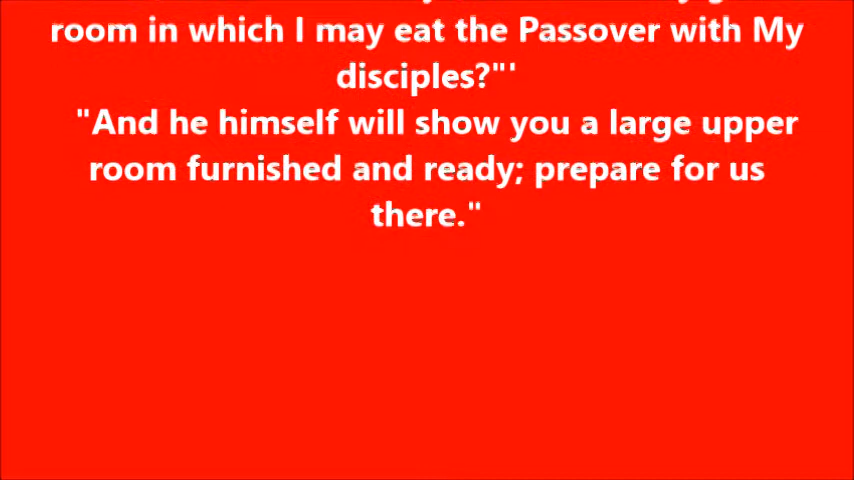 room in which I may eat the Passover with My
disciples?"'
"And he himself will show you a large upper
room furnished and ready; prepare for us
there."